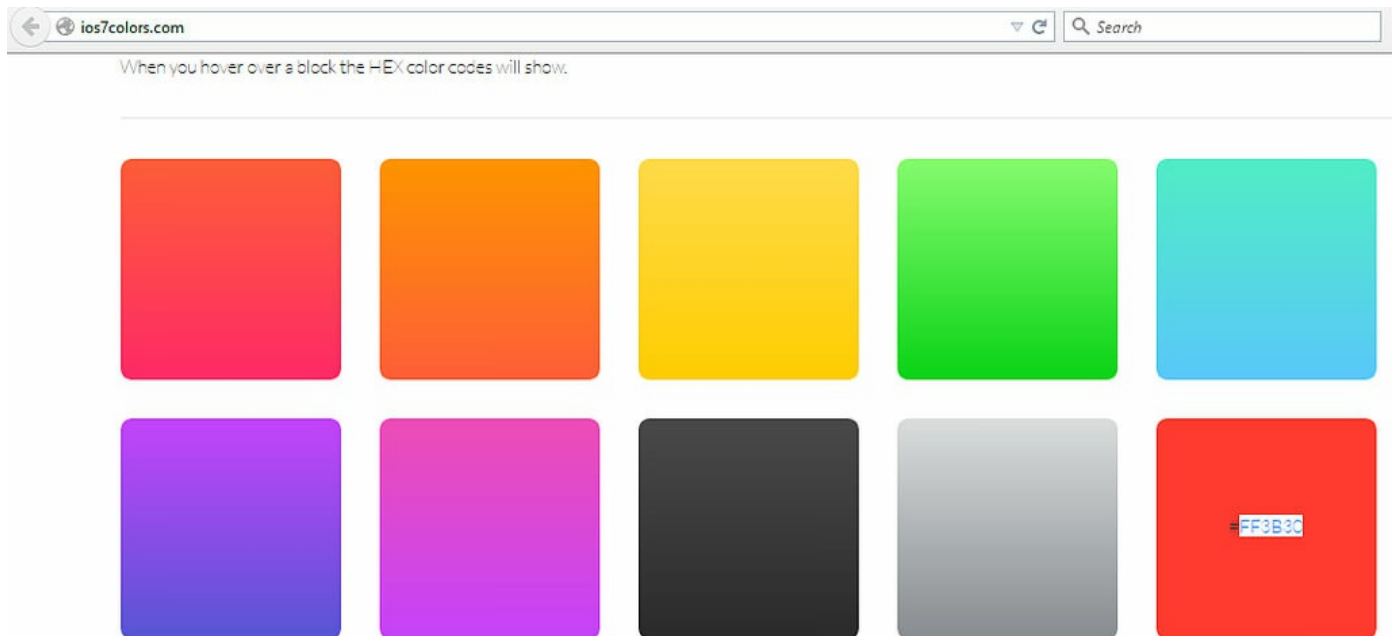 ios7colors.com
Search
When you hover over a block the HEX color codes will show.
#FF3B30